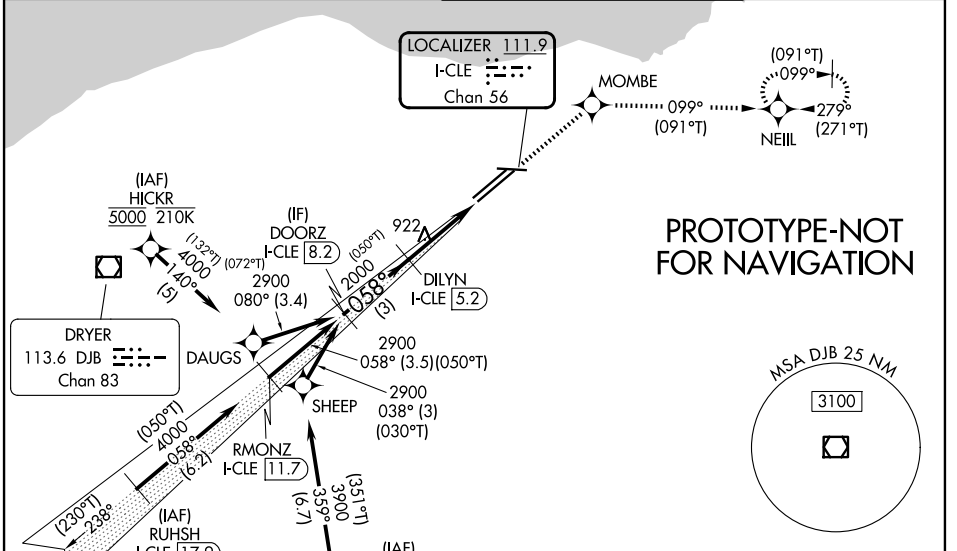 LOCALIZER 111.9
I-CLE
Chan 56
MOMBE
099°
(091°T)
(091°T)
099°
279°
(271°T)
NEIIL
(IAF)
HICKR
5000 210K
(132°T)
4000
140°
(5)
(072°T)
2900
080° (3.4)
(IF)
DOORZ
I-CLE 8.2
922
(050°T)
2000
058°
(3)
DILYN
I-CLE 5.2
PROTOTYPE-NOT
FOR NAVIGATION
DRYER
113.6 DJB
Chan 83
DAUGS
2900
058° (3.5)(050°T)
2900
038° (3)
(030°T)
SHEEP
MSA DJB 25 NM
3100
(050°T)
4000
058°
(6.2)
RMONZ
I-CLE 11.7
(351°T)
3900
359°
(6.7)
(230°T)
238°
(IAF)
RUHSH
I-CLE 17.9
(IAF)